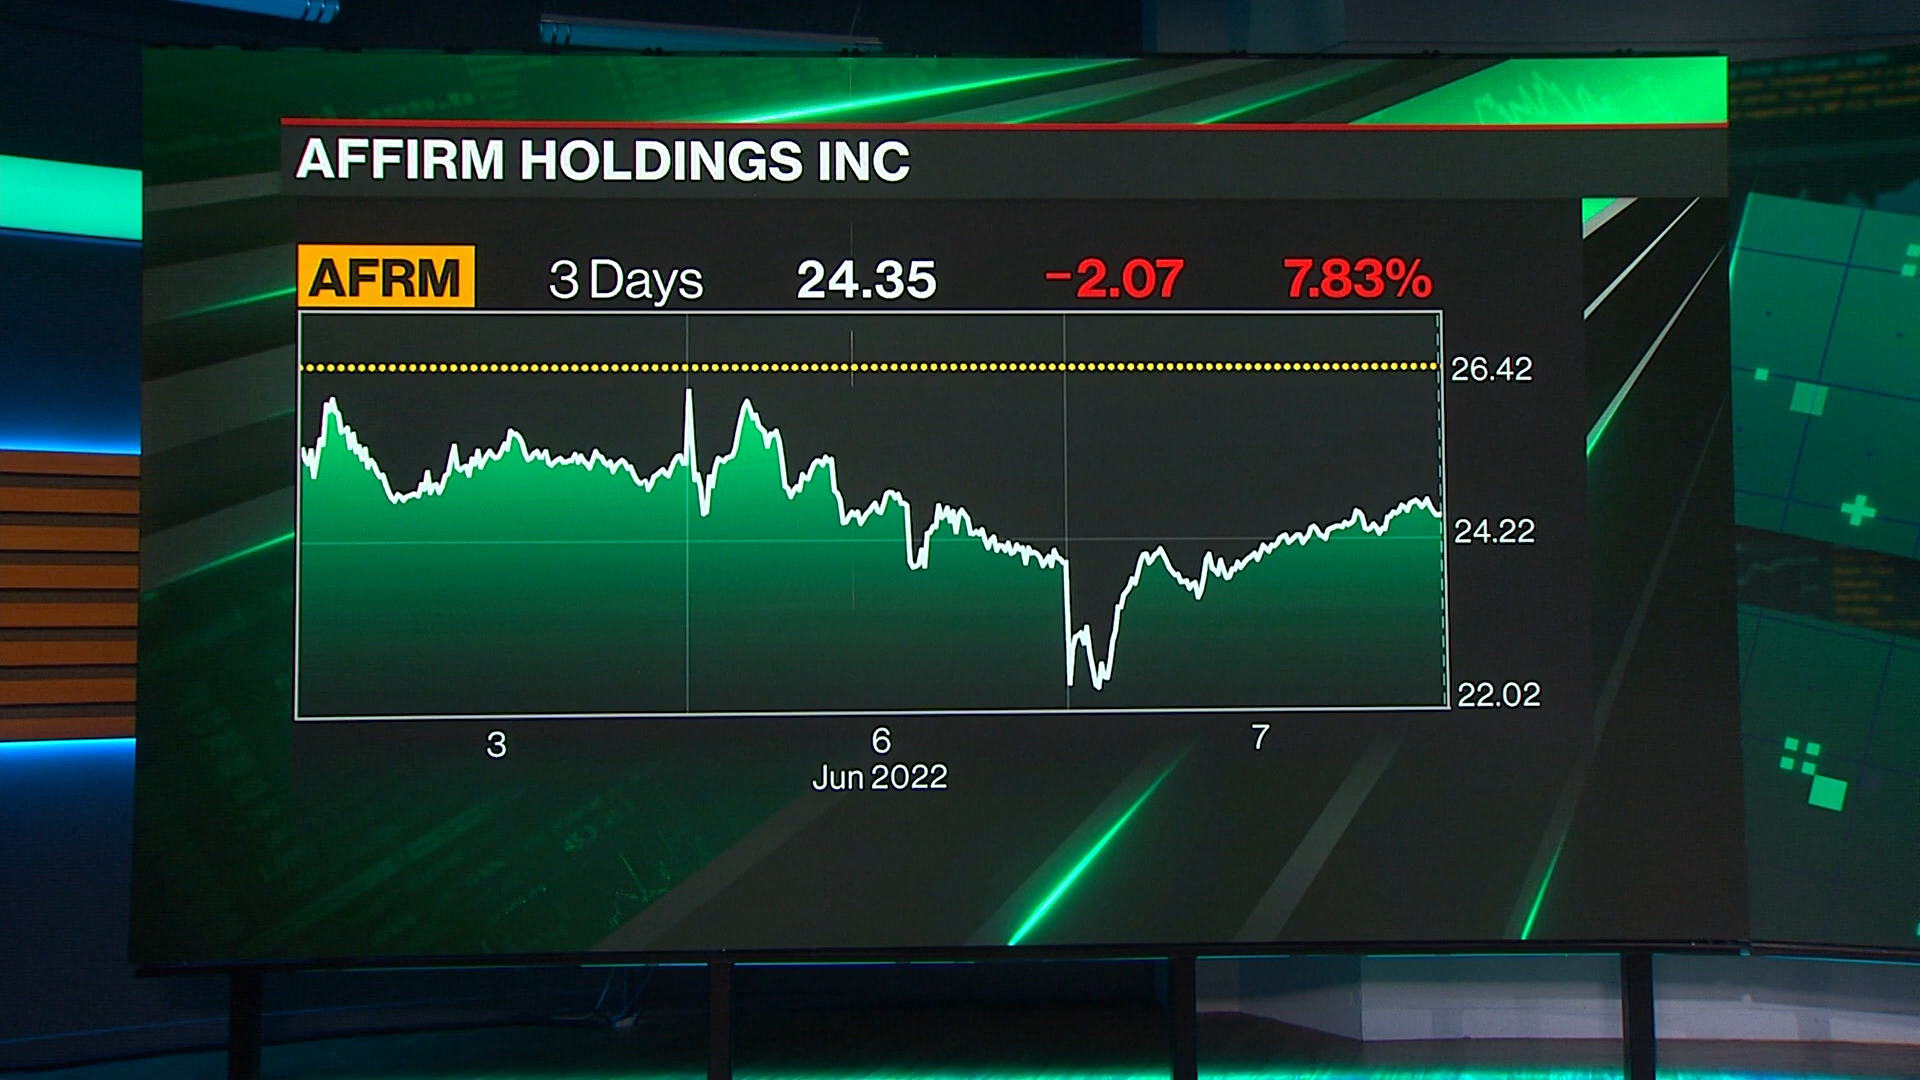 AFFIRM HOLDINGS INC
AFRM 3 Days 24.35 -2.07 7.83%
26.42
24.22
22.02
3 6 7
Jun 2022